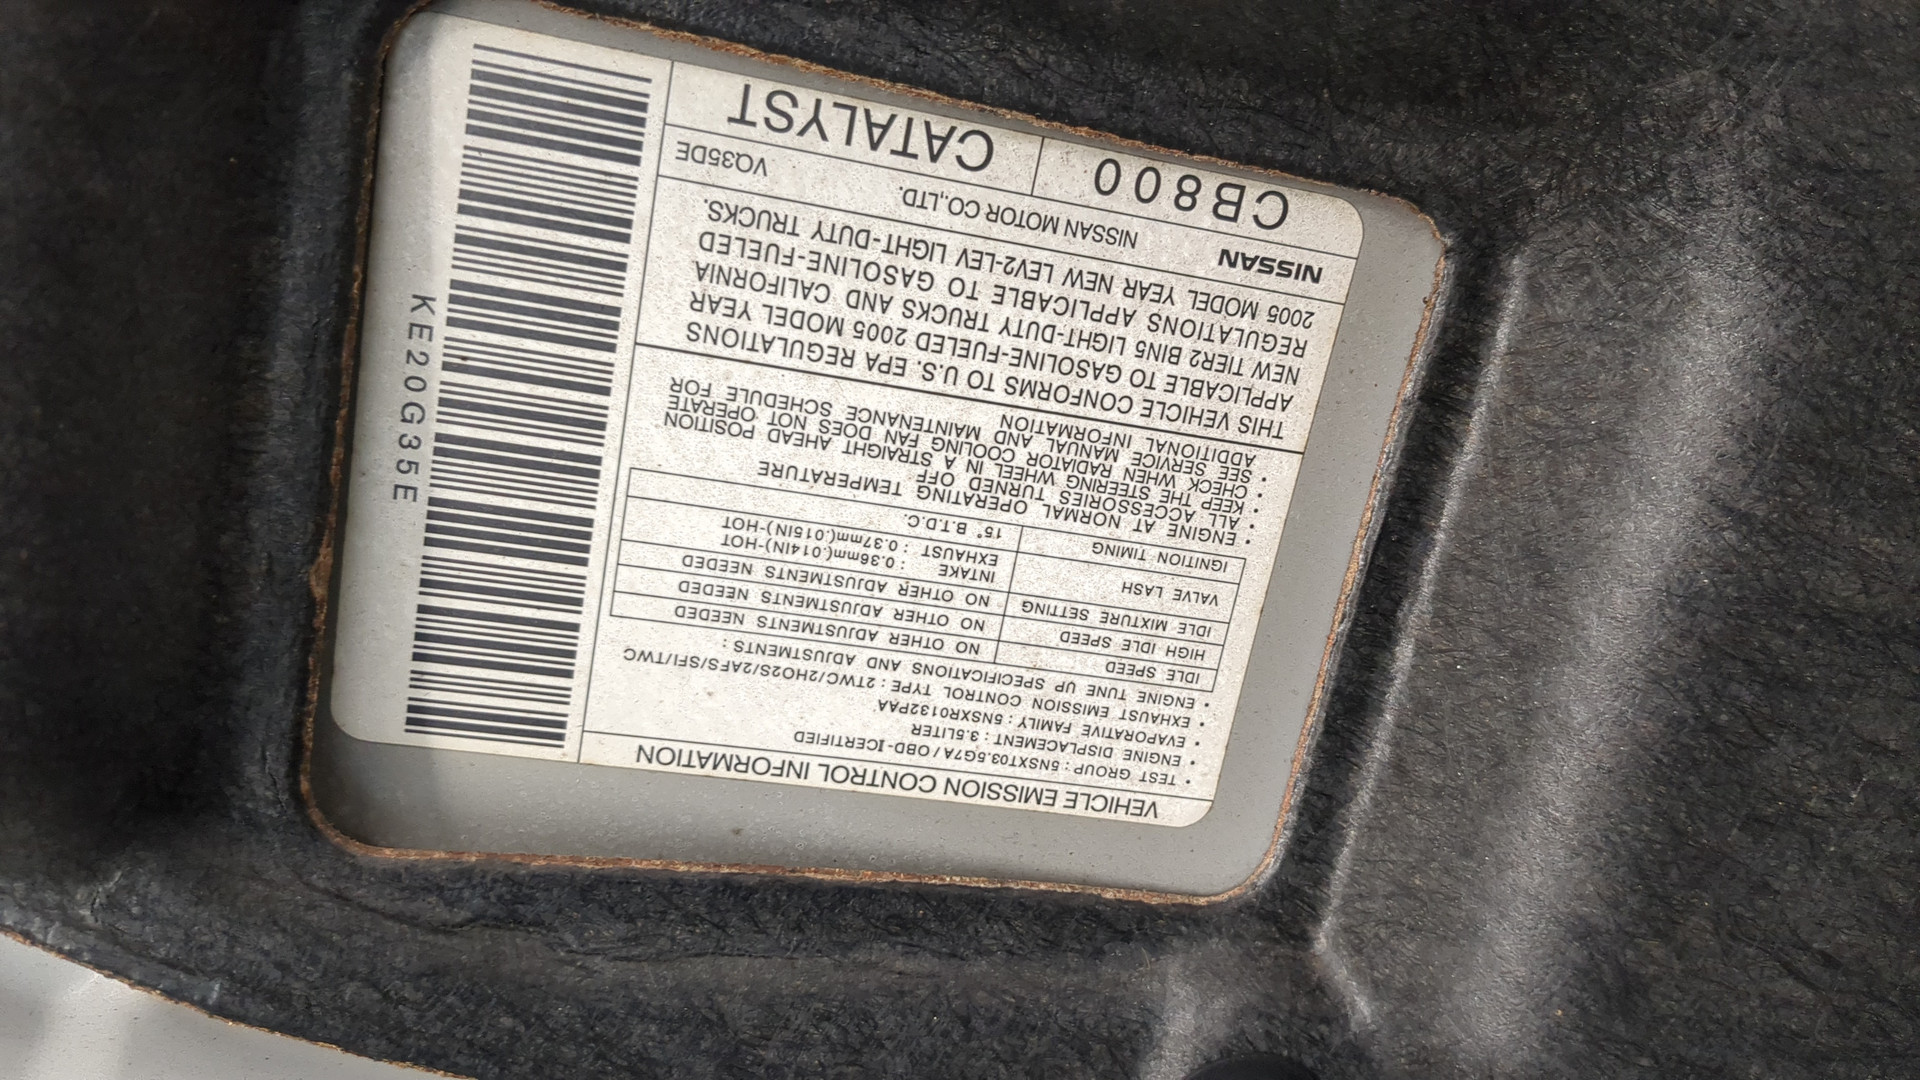 VEHICLE EMISSION CONTROL INFORMATION
• TEST GROUP : 5NSXT03.5G7A / OBD-ⅡCERTIFIED
• ENGINE DISPLACEMENT : 3.5LITER
• EVAPORATIVE FAMILY : 5NSXR0132PAA
• EXHAUST EMISSION CONTROL TYPE : 2TWC/2HO2S/2AFS/SFI/TWC
• ENGINE TUNE UP SPECIFICATIONS AND ADJUSTMENTS :
IDLE SPEED NO OTHER ADJUSTMENTS NEEDED
HIGH IDLE SPEED NO OTHER ADJUSTMENTS NEEDED
IDLE MIXTURE SETTING NO OTHER ADJUSTMENTS NEEDED
VALVE LASH INTAKE : 0.36mm(.014IN)-HOT
EXHAUST : 0.37mm(.015IN)-HOT
IGNITION TIMING 15° B.T.D.C.
• ENGINE AT NORMAL OPERATING TEMPERATURE
• ALL ACCESSORIES TURNED OFF
KEEP THE STEERING WHEEL IN A STRAIGHT AHEAD POSITION
• CHECK WHEN RADIATOR COOLING FAN DOES NOT OPERATE
• SEE SERVICE MANUAL AND MAINTENANCE SCHEDULE FOR
ADDITIONAL INFORMATION
THIS VEHICLE CONFORMS TO U.S. EPA REGULATIONS
APPLICABLE TO GASOLINE-FUELED 2005 MODEL YEAR
NEW TIER2 BIN5 LIGHT-DUTY TRUCKS AND CALIFORNIA
REGULATIONS APPLICABLE TO GASOLINE-FUELED
2005 MODEL YEAR NEW LEV2-LEV LIGHT-DUTY TRUCKS.
NISSAN NISSAN MOTOR CO.,LTD. VQ35DE
CB800 CATALYST
KE20G35E